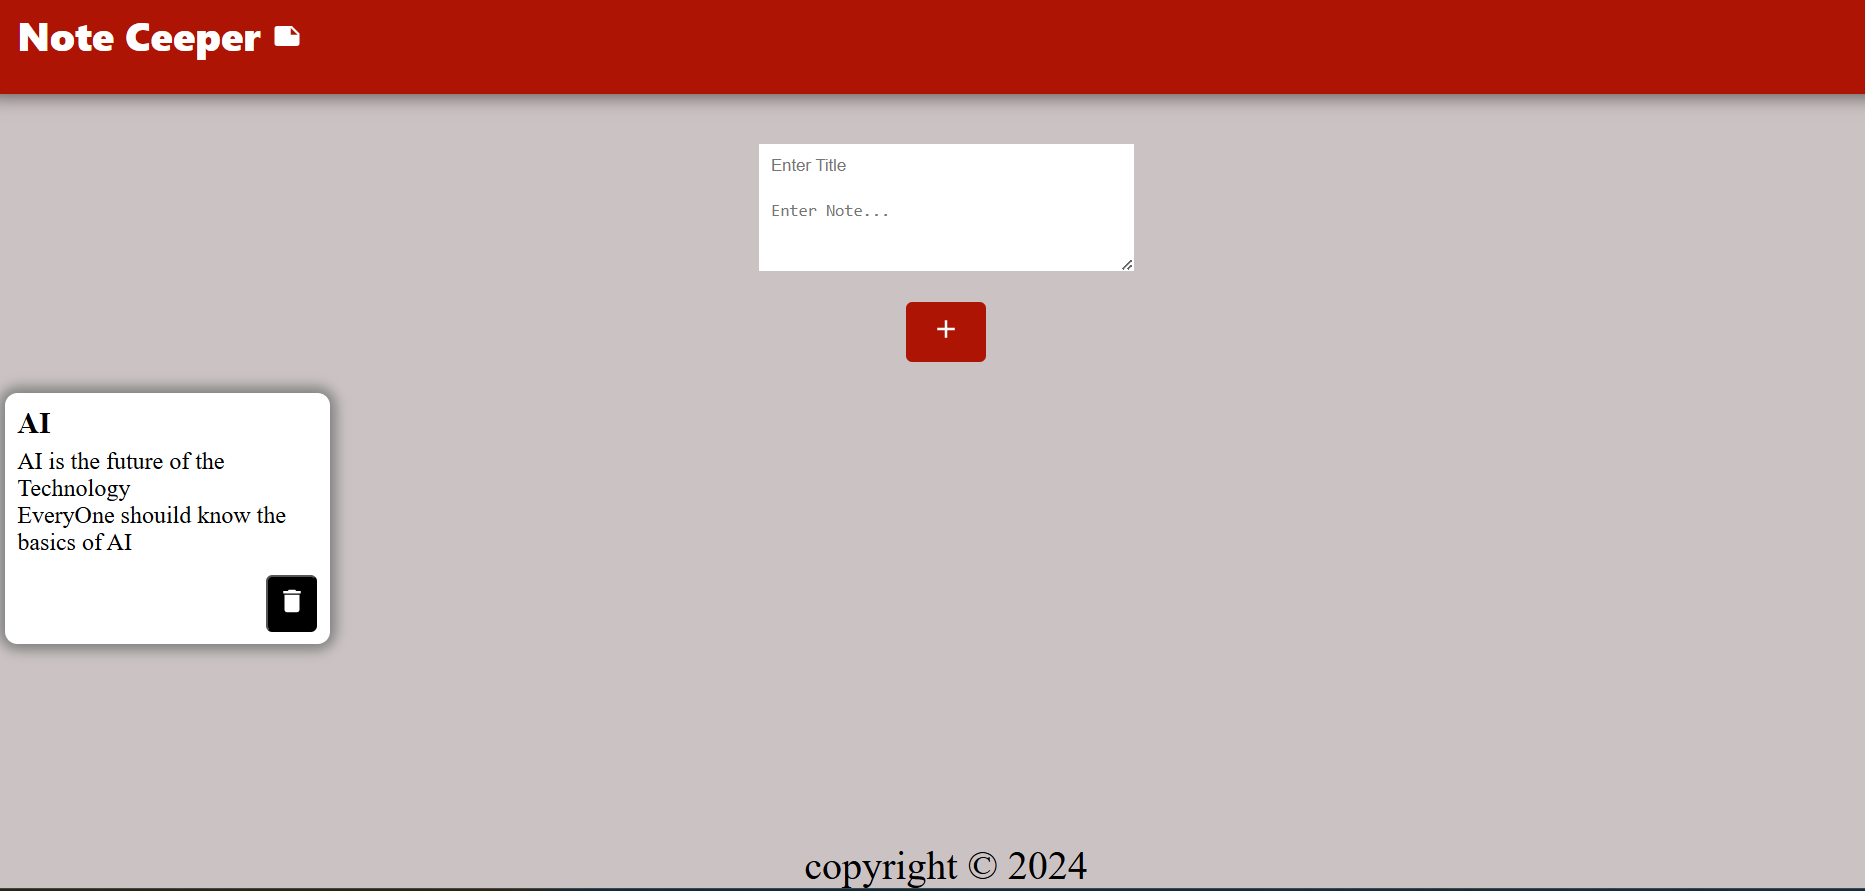 Note Ceeper
Enter Title
Enter Note...
+
AI
AI is the future of the
Technology
EveryOne shouild know the
basics of AI
copyright © 2024